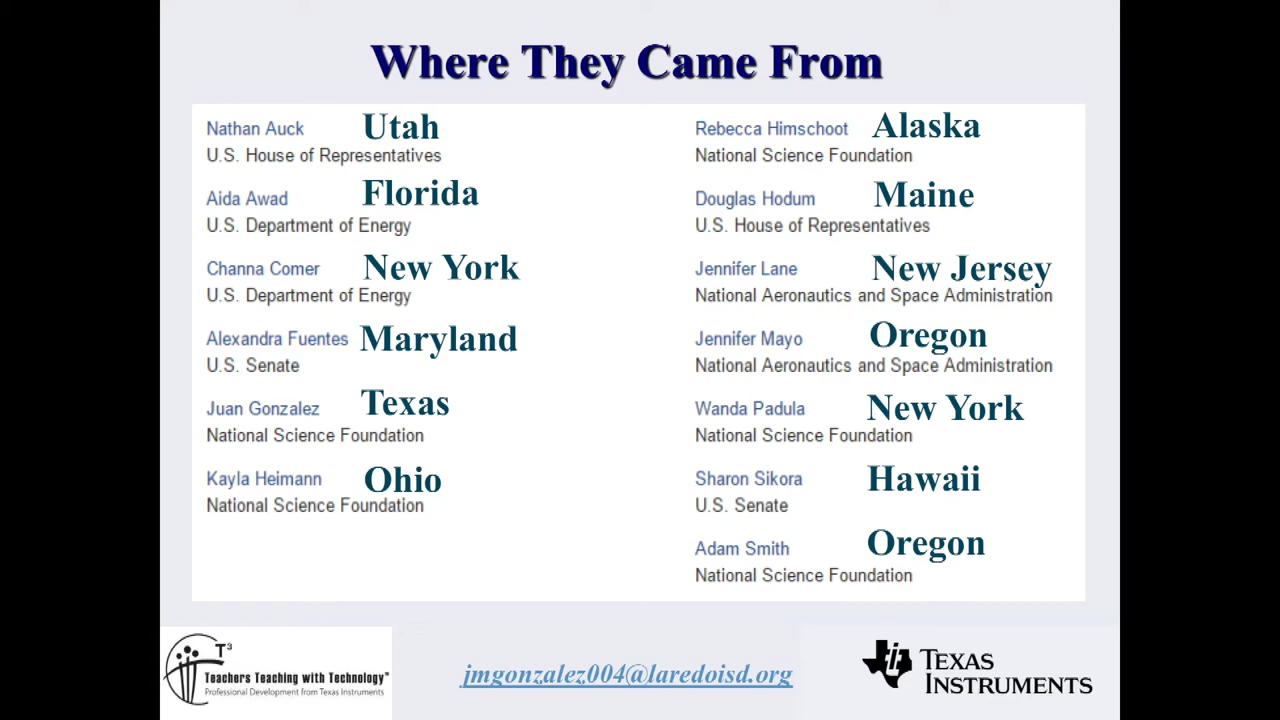 Where They Came From
Nathan Auck Utah
U.S. House of Representatives
Aida Awad Florida
U.S. Department of Energy
Channa Comer New York
U.S. Department of Energy
Alexandra Fuentes Maryland
U.S. Senate
Juan Gonzalez Texas
National Science Foundation
Kayla Heimann Ohio
National Science Foundation
Rebecca Himschoot Alaska
National Science Foundation
Douglas Hodum Maine
U.S. House of Representatives
Jennifer Lane New Jersey
National Aeronautics and Space Administration
Jennifer Mayo Oregon
National Aeronautics and Space Administration
Wanda Padula New York
National Science Foundation
Sharon Sikora Hawaii
U.S. Senate
Adam Smith Oregon
National Science Foundation
T³
Teachers Teaching with Technology™
Professional Development from Texas Instruments
jmgonzalez004@laredoisd.org
TEXAS
INSTRUMENTS